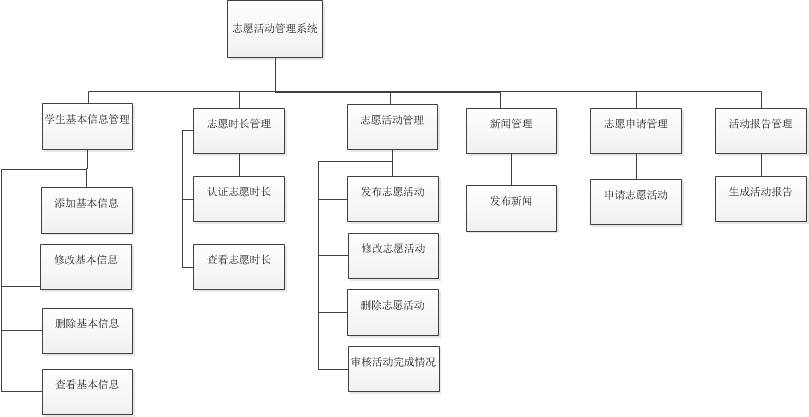 志愿活动管理系统
学生基本信息管理
志愿时长管理
志愿活动管理
新闻管理
志愿申请管理
活动报告管理
添加基本信息
认证志愿时长
发布志愿活动
发布新闻
申请志愿活动
生成活动报告
修改基本信息
查看志愿时长
修改志愿活动
删除基本信息
删除志愿活动
查看基本信息
审核活动完成情况